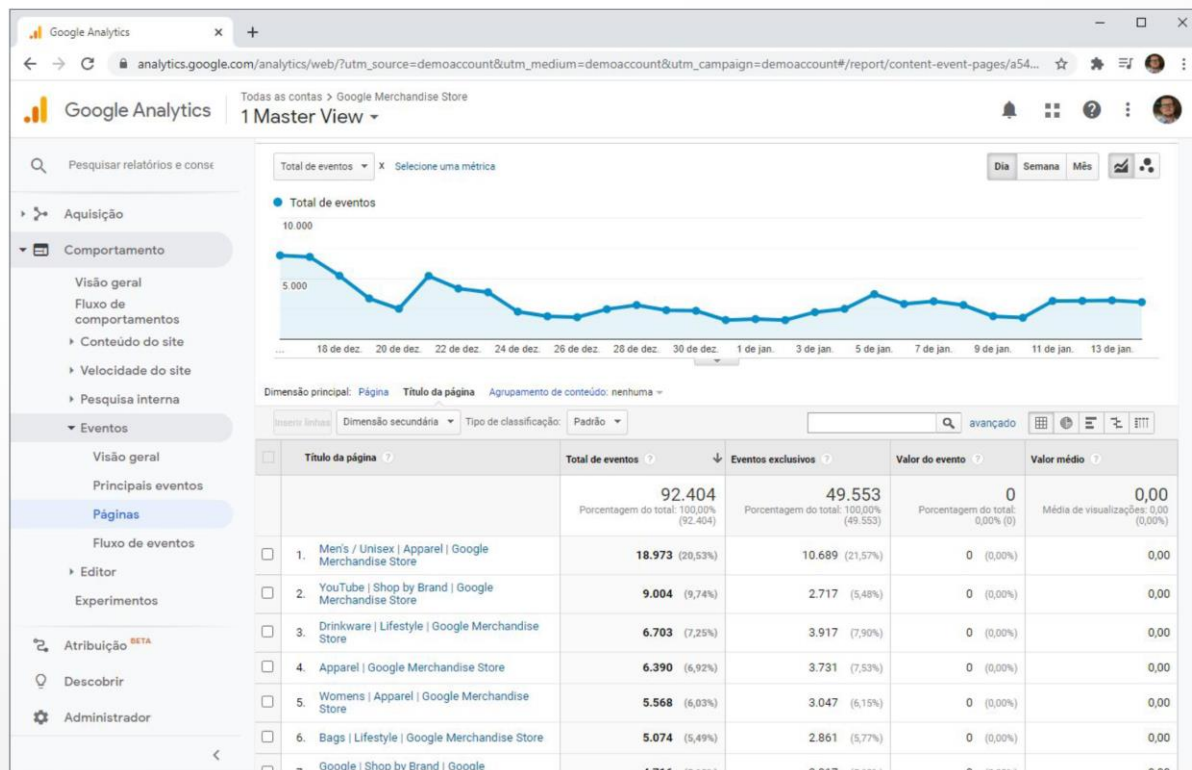 Google Analytics
analytics.google.com/analytics/web/?utm_source=demoaccount&utm_medium=demoaccount&utm_campaign=demoaccount#/report/content-event-pages/a54...
Google Analytics
Todas as contas > Google Merchandise Store
1 Master View
Pesquisar relatórios e conse
Aquisição
Comportamento
Visão geral
Fluxo de
comportamentos
Conteúdo do site
Velocidade do site
Pesquisa interna
Eventos
Visão geral
Principais eventos
Páginas
Fluxo de eventos
Editor
Experimentos
Atribuição BETA
Descobrir
Administrador
Total de eventos x Selecione uma métrica
Dia Semana Mês
Total de eventos
10.000
5.000
... 18 de dez. 20 de dez. 22 de dez. 24 de dez. 26 de dez. 28 de dez. 30 de dez. 1 de jan. 3 de jan. 5 de jan. 7 de jan. 9 de jan. 11 de jan. 13 de jan.
Dimensão principal: Página Título da página Agrupamento de conteúdo: nenhuma
Inserir linhas Dimensão secundária Tipo de classificação: Padrão avançado
Título da página ? Total de eventos ? Eventos exclusivos ? Valor do evento ? Valor médio ?
92.404 49.553 0 0,00
Porcentagem do total: 100,00% Porcentagem do total: 100,00% Porcentagem do total: Média de visualizações: 0,00
(92.404) (49.553) 0,00% (0) (0,00%)
1. Men's / Unisex | Apparel | Google
Merchandise Store 18.973 (20,53%) 10.689 (21,57%) 0 (0,00%) 0,00
2. YouTube | Shop by Brand | Google
Merchandise Store 9.004 (9,74%) 2.717 (5,48%) 0 (0,00%) 0,00
3. Drinkware | Lifestyle | Google Merchandise
Store 6.703 (7,25%) 3.917 (7,90%) 0 (0,00%) 0,00
4. Apparel | Google Merchandise Store 6.390 (6,92%) 3.731 (7,53%) 0 (0,00%) 0,00
5. Womens | Apparel | Google Merchandise
Store 5.568 (6,03%) 3.047 (6,15%) 0 (0,00%) 0,00
6. Bags | Lifestyle | Google Merchandise Store 5.074 (5,49%) 2.861 (5,77%) 0 (0,00%) 0,00
Google | Shop by Brand | Google